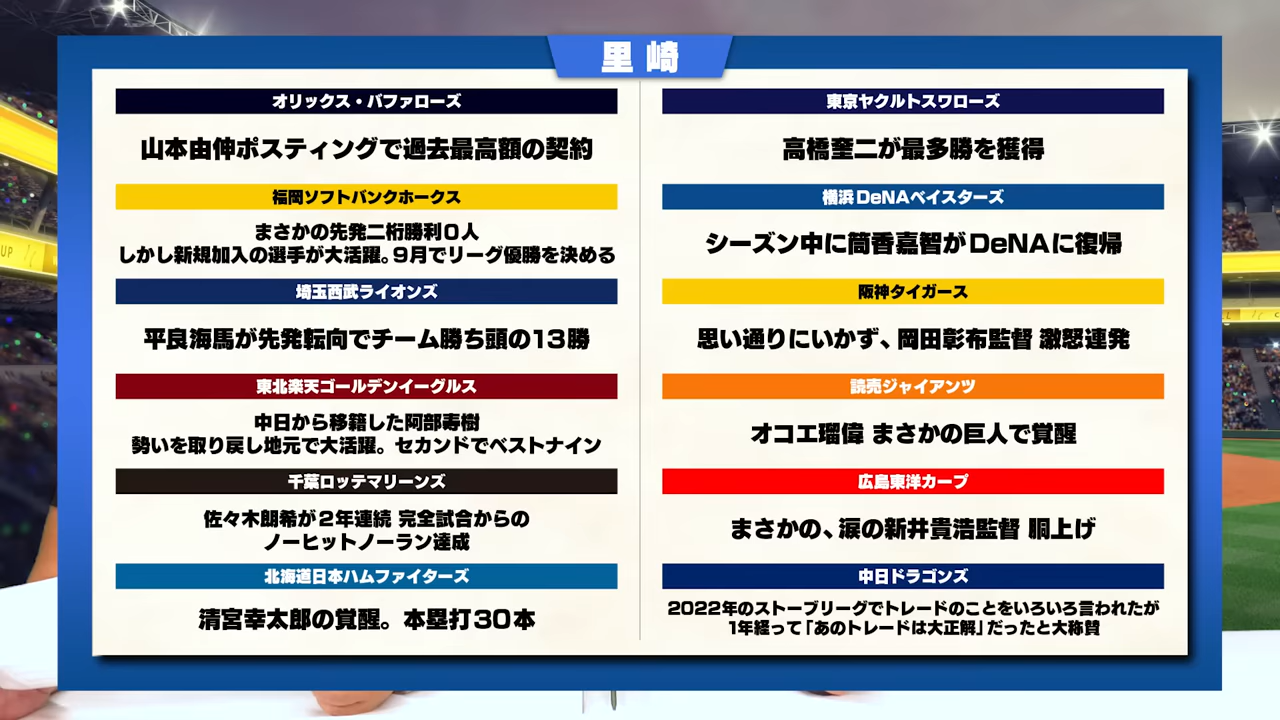 里崎
オリックス・バファローズ
山本由伸ポスティングで過去最高額の契約
福岡ソフトバンクホークス
まさかの先発二桁勝利0人
しかし新規加入の選手が大活躍。9月でリーグ優勝を決める
埼玉西武ライオンズ
平良海馬が先発転向でチーム勝ち頭の13勝
東北楽天ゴールデンイーグルス
中日から移籍した阿部寿樹
勢いを取り戻し地元で大活躍。セカンドでベストナイン
千葉ロッテマリーンズ
佐々木朗希が2年連続 完全試合からの
ノーヒットノーラン達成
北海道日本ハムファイターズ
清宮幸太郎の覚醒。本塁打30本
東京ヤクルトスワローズ
高橋奎二が最多勝を獲得
横浜DeNAベイスターズ
シーズン中に筒香嘉智がDeNAに復帰
阪神タイガース
思い通りにいかず、岡田彰布監督 激怒連発
読売ジャイアンツ
オコエ瑠偉 まさかの巨人で覚醒
広島東洋カープ
まさかの、涙の新井貴浩監督 胴上げ
中日ドラゴンズ
2022年のストーブリーグでトレードのことをいろいろ言われたが
1年経って「あのトレードは大正解」だったと大称賛
UP